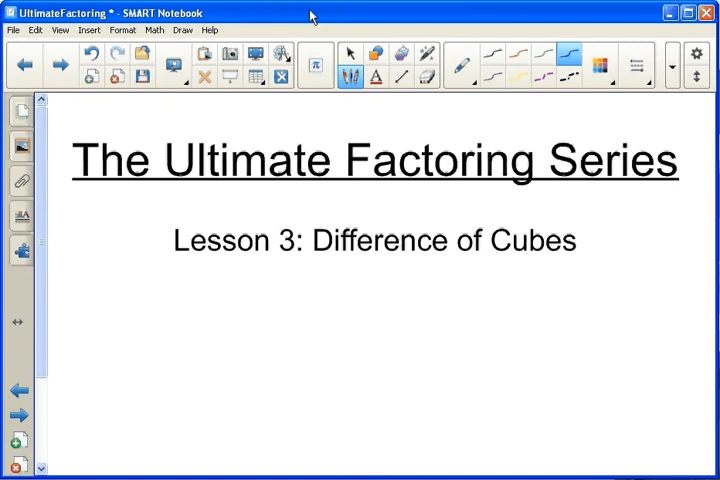 UltimateFactoring * - SMART Notebook
File Edit View Insert Format Math Draw Help
π
A
A
The Ultimate Factoring Series
Lesson 3: Difference of Cubes